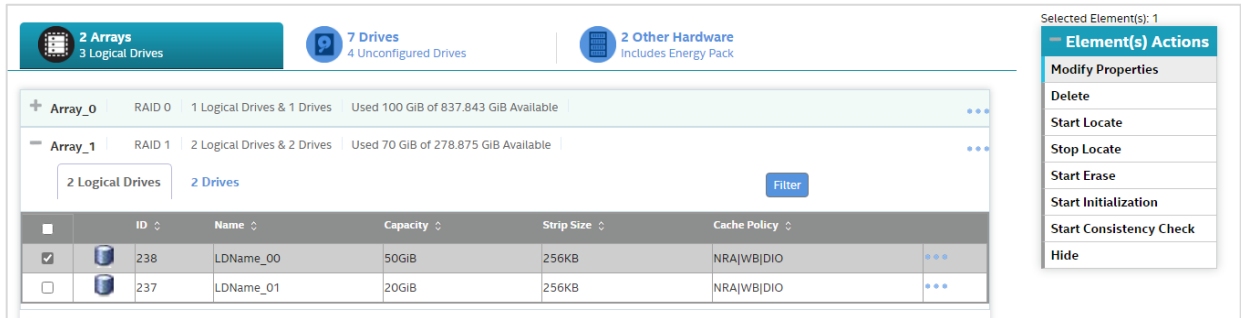 Selected Element(s): 1
2 Arrays
3 Logical Drives
7 Drives
4 Unconfigured Drives
2 Other Hardware
Includes Energy Pack
Element(s) Actions
Modify Properties
Delete
Start Locate
Stop Locate
Start Erase
Start Initialization
Start Consistency Check
Hide
Array_0 RAID 0 1 Logical Drives & 1 Drives Used 100 GiB of 837.843 GiB Available
Array_1 RAID 1 2 Logical Drives & 2 Drives Used 70 GiB of 278.875 GiB Available
2 Logical Drives 2 Drives Filter
ID Name Capacity Strip Size Cache Policy
238 LDName_00 50GiB 256KB NRA|WB|DIO
237 LDName_01 20GiB 256KB NRA|WB|DIO